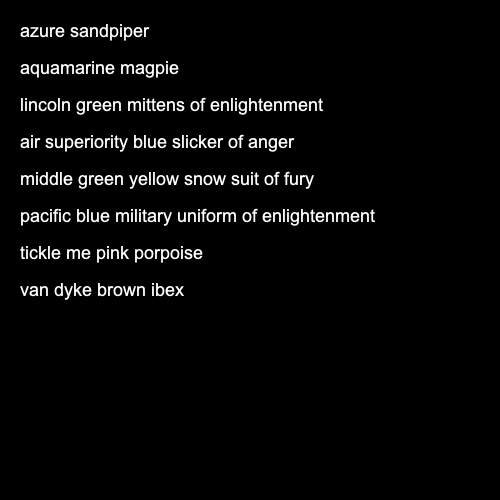 azure sandpiper
aquamarine magpie
lincoln green mittens of enlightenment
air superiority blue slicker of anger
middle green yellow snow suit of fury
pacific blue military uniform of enlightenment
tickle me pink porpoise
van dyke brown ibex